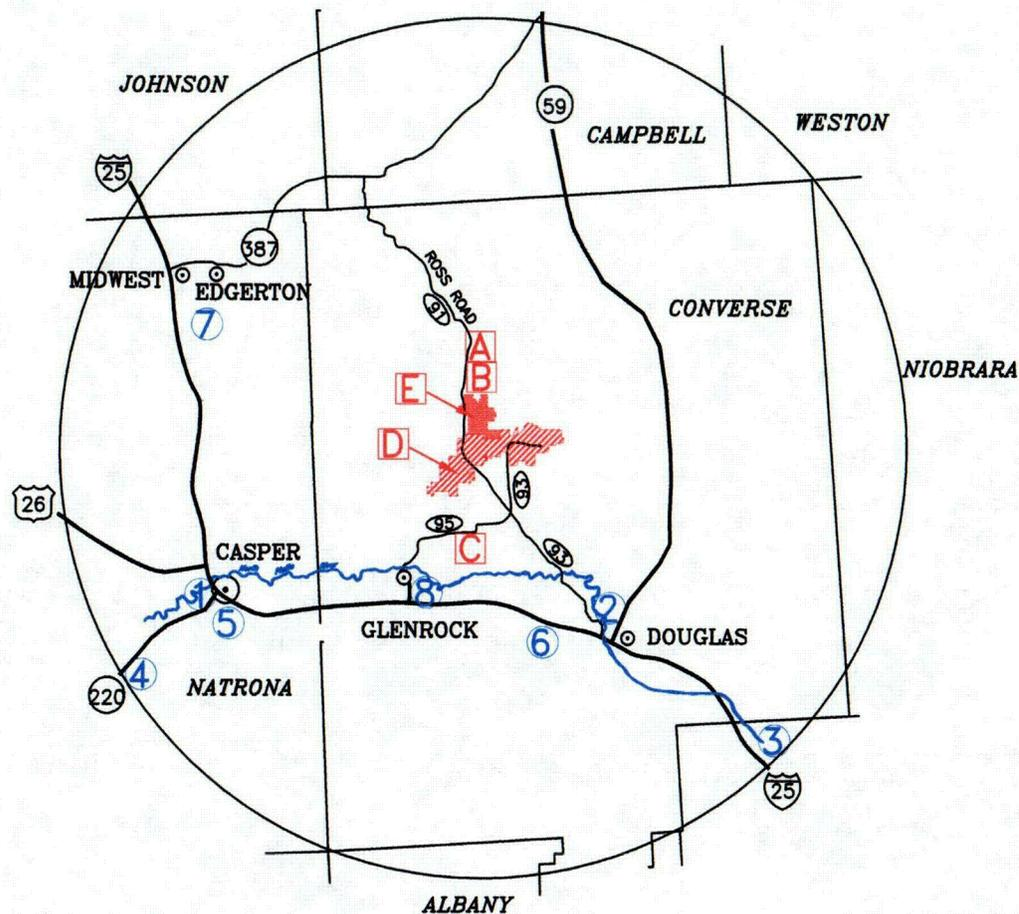 JOHNSON
59
CAMPBELL
WESTON
25
387
MIDWEST
EDGERTON
ROSS ROAD
91
CONVERSE
7
A
B
NIOBRARA
E
D
93
26
95
C
93
CASPER
1
8
2
5
GLENROCK
6
DOUGLAS
4
220
NATRONA
3
25
ALBANY